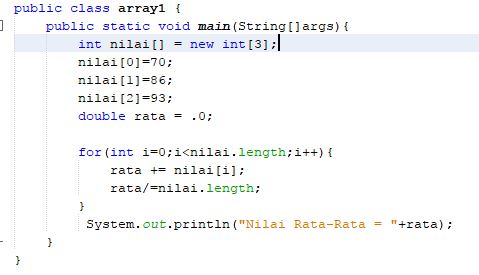 public class array1 {
public static void main(String[]args){
int nilai[] = new int[3];
nilai[0]=70;
nilai[1]=86;
nilai[2]=93;
double rata = .0;
for(int i=0;i<nilai.length;i++){
rata += nilai[i];
rata/=nilai.length;
}
System.out.println("Nilai Rata-Rata = "+rata);
}
}